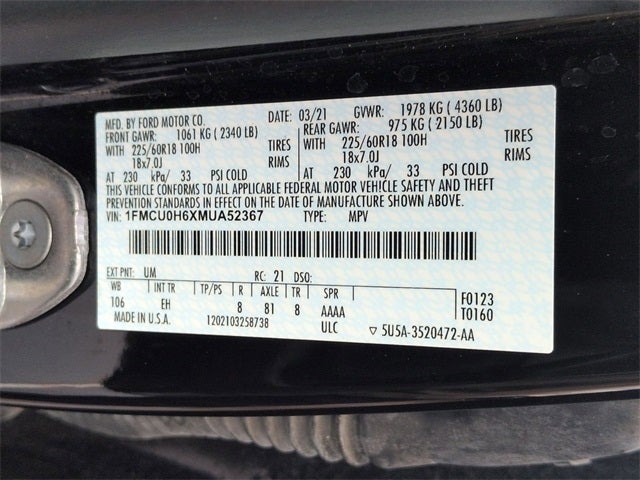 MFD. BY FORD MOTOR CO. DATE: 03/21 GVWR: 1978 KG ( 4360 LB)
FRONT GAWR: 1061 KG ( 2340 LB) REAR GAWR: 975 KG ( 2150 LB)
WITH 225/60R18 100H TIRES WITH 225/60R18 100H TIRES
18x7.0J RIMS 18x7.0J RIMS
AT 230 kPa/ 33 PSI COLD AT 230 kPa/ 33 PSI COLD
THIS VEHICLE CONFORMS TO ALL APPLICABLE FEDERAL MOTOR VEHICLE SAFETY AND THEFT
PREVENTION STANDARDS IN EFFECT ON THE DATE OF MANUFACTURE SHOWN ABOVE.
VIN: 1FMCU0H6XMUA52367 TYPE: MPV
EXT PNT: UM RC: 21 DSO:
WB INT TR TP/PS R AXLE TR SPR F0123
106 EH 8 81 8 AAAA T0160
MADE IN U.S.A. 1202103258738 ULC 5U5A-3520472-AA